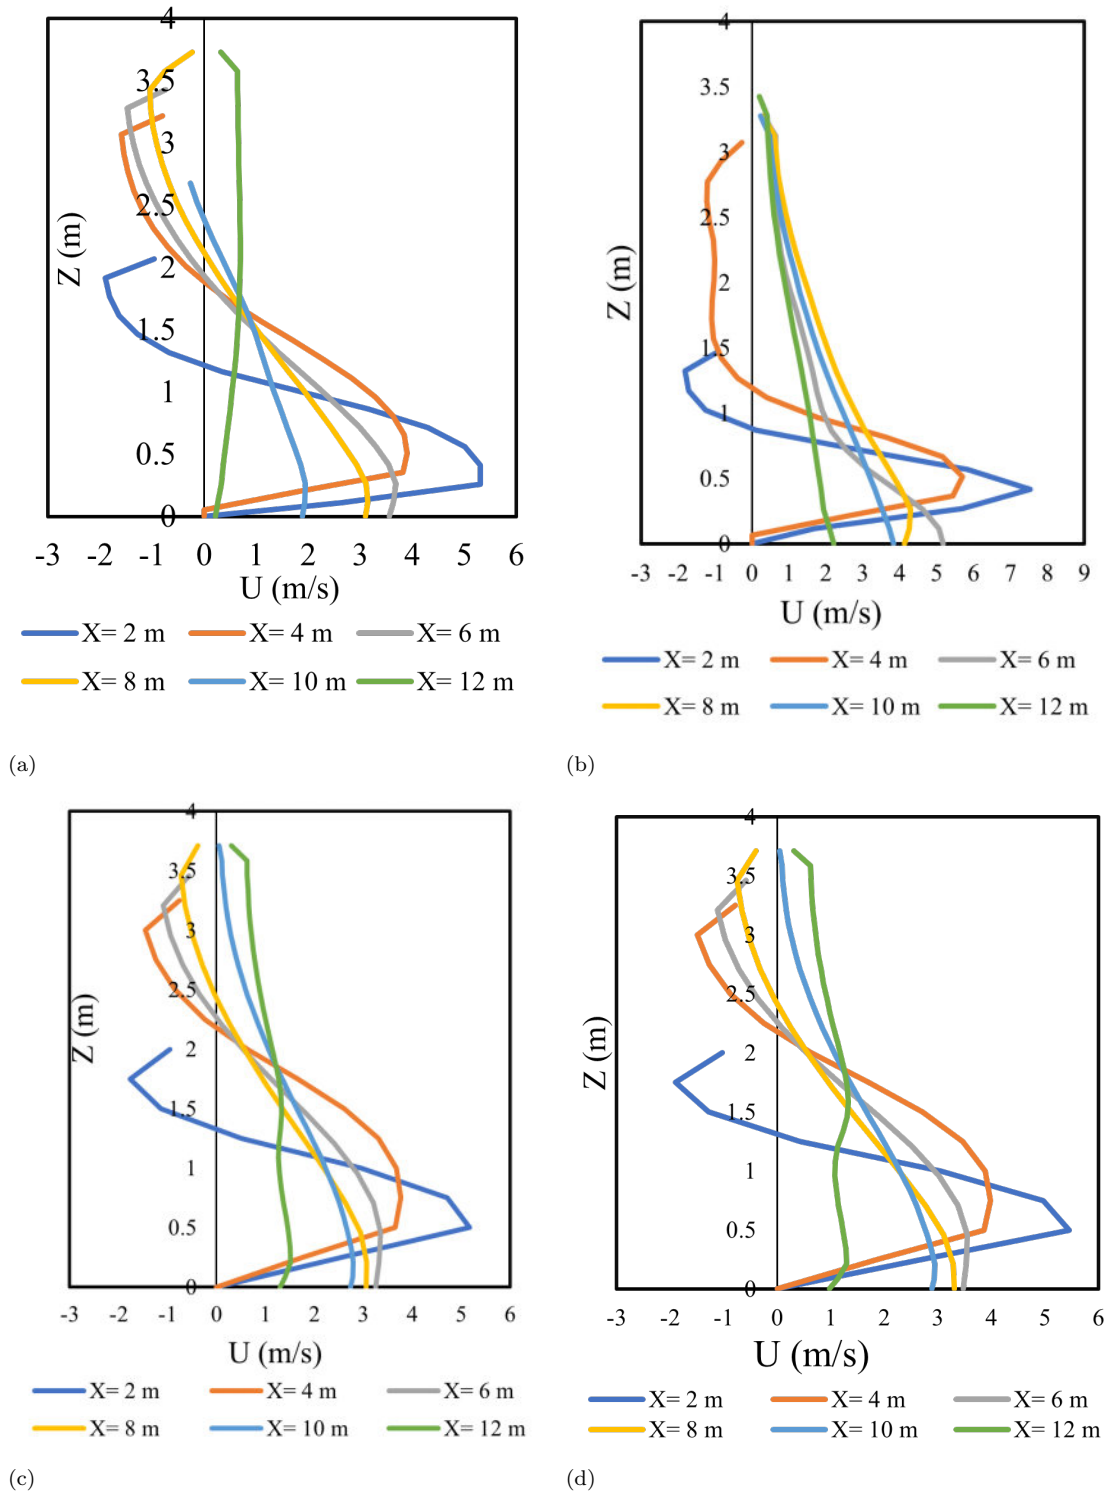 4
3.5
3
2.5
2
1.5
1
0.5
0
Z (m)
-3 -2 -1 0 1 2 3 4 5 6
U (m/s)
X= 2 m X= 4 m X= 6 m
X= 8 m X= 10 m X= 12 m
(a)
4
3.5
3
2.5
2
1.5
1
0.5
0
Z (m)
-3 -2 -1 0 1 2 3 4 5 6 7 8 9
U (m/s)
X= 2 m X= 4 m X= 6 m
X= 8 m X= 10 m X= 12 m
(b)
4
3.5
3
2.5
2
1.5
1
0.5
0
Z (m)
-3 -2 -1 0 1 2 3 4 5 6
U (m/s)
X= 2 m X= 4 m X= 6 m
X= 8 m X= 10 m X= 12 m
(c)
4
3.5
3
2.5
2
1.5
1
0.5
0
Z (m)
-3 -2 -1 0 1 2 3 4 5 6
U (m/s)
X= 2 m X= 4 m X= 6 m
X= 8 m X= 10 m X= 12 m
(d)